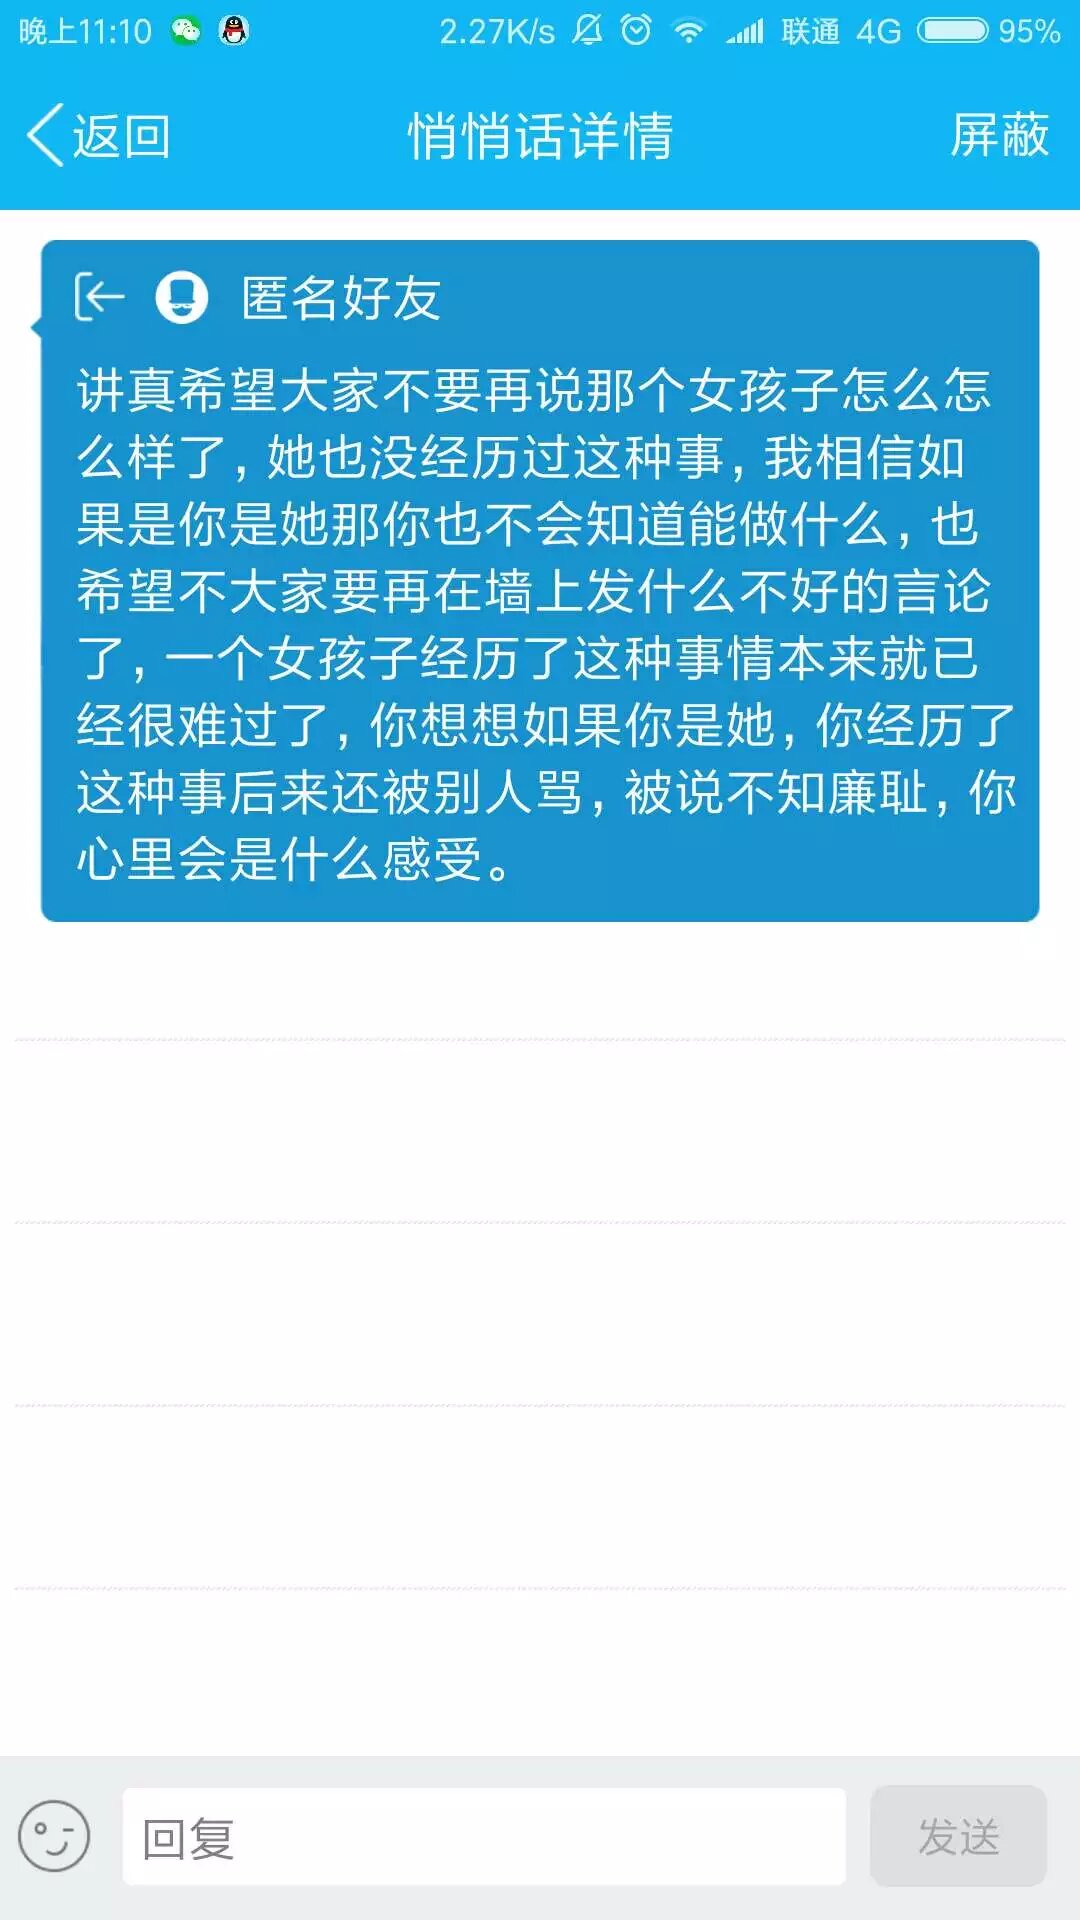 晚上11:10 2.27K/s 联通 4G 95%
返回 悄悄话详情 屏蔽
匿名好友
讲真希望大家不要再说那个女孩子怎么怎
么样了，她也没经历过这种事，我相信如
果是你是她那你也不会知道能做什么，也
希望不大家要再在墙上发什么不好的言论
了，一个女孩子经历了这种事情本来就已
经很难过了，你想想如果你是她，你经历了
这种事后来还被别人骂，被说不知廉耻，你
心里会是什么感受。
回复 发送